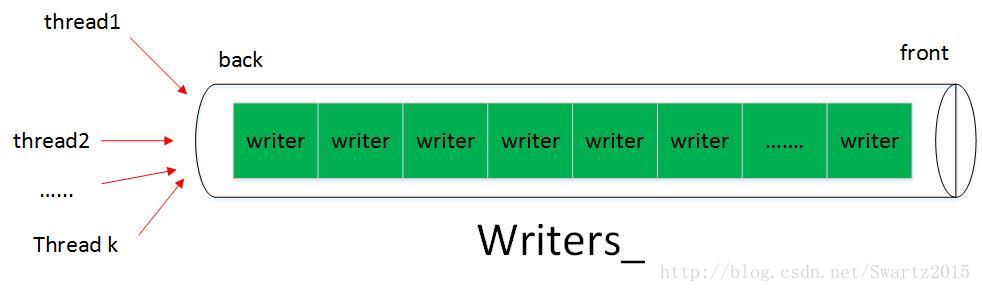 thread1
back
front
thread2
writer writer writer writer writer writer ....... writer
......
Thread k
Writers_
http://blog.csdn.net/Swartz2015